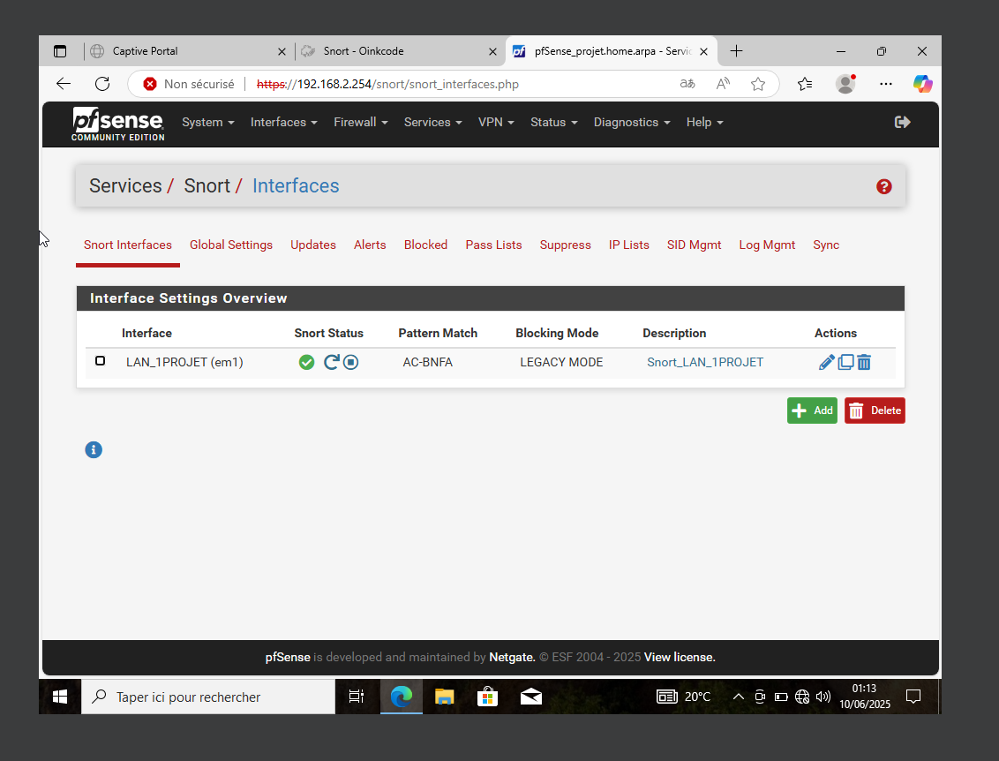 Captive Portal
Snort - Oinkcode
pfSense_projet.home.arpa - Servic
Non sécurisé
https://192.168.2.254/snort/snort_interfaces.php
pfsense
COMMUNITY EDITION
System Interfaces Firewall Services VPN Status Diagnostics Help
Services / Snort / Interfaces
Snort Interfaces Global Settings Updates Alerts Blocked Pass Lists Suppress IP Lists SID Mgmt Log Mgmt Sync
Interface Settings Overview
Interface Snort Status Pattern Match Blocking Mode Description Actions
LAN_1PROJET (em1) AC-BNFA LEGACY MODE Snort_LAN_1PROJET
Add Delete
pfSense is developed and maintained by Netgate. © ESF 2004 - 2025 View license.
Taper ici pour rechercher
20°C
01:13
10/06/2025